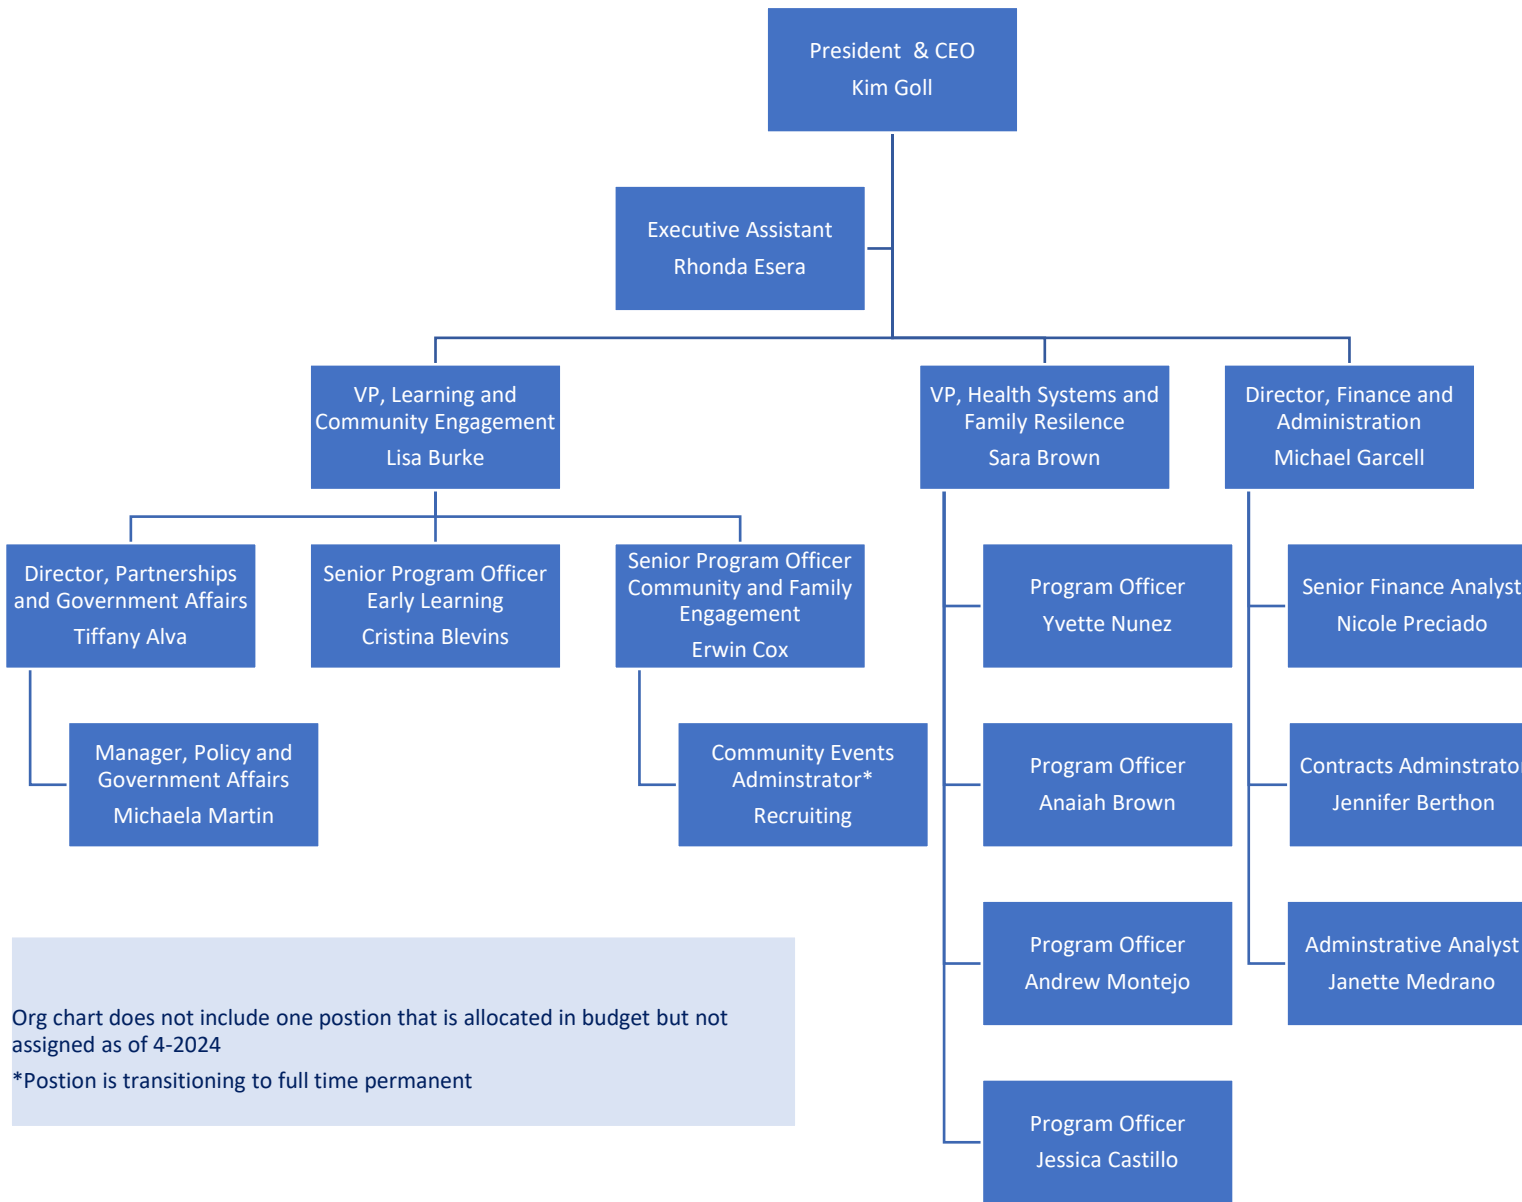 President  & CEO
Kim Goll
Executive Assistant
Rhonda Esera
VP, Learning and
Community Engagement
Lisa Burke
VP, Health Systems and
Family Resilence
Sara Brown
Director, Finance and
Administration
Michael Garcell
Director, Partnerships
and Government Affairs
Tiffany Alva
Senior Program Officer
Early Learning
Cristina Blevins
Senior Program Officer
Community and Family
Engagement
Erwin Cox
Program Officer
Yvette Nunez
Senior Finance Analyst
Nicole Preciado
Manager, Policy and
Government Affairs
Michaela Martin
Community Events
Adminstrator*
Recruiting
Program Officer
Anaiah Brown
Contracts Adminstrator
Jennifer Berthon
Program Officer
Andrew Montejo
Adminstrative Analyst
Janette Medrano
Org chart does not include one postion that is allocated in budget but not
assigned as of 4-2024
*Postion is transitioning to full time permanent
Program Officer
Jessica Castillo